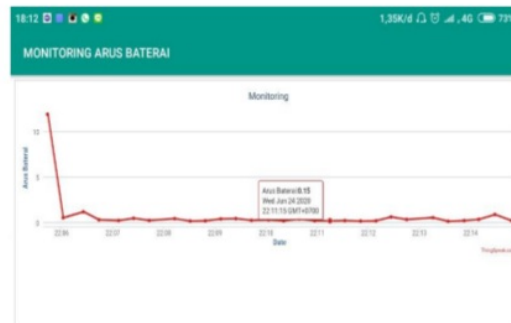 18:12
1,35K/d 4G 73%
MONITORING ARUS BATERAI
Monitoring
Arus Baterai
10
5
0
Arus Baterai:0.15
Wed Jun 24 2020
22:11:15 GMT+0700
22:06 22:07 22:08 22:09 22:10 22:11 22:12 22:13 22:14
Date